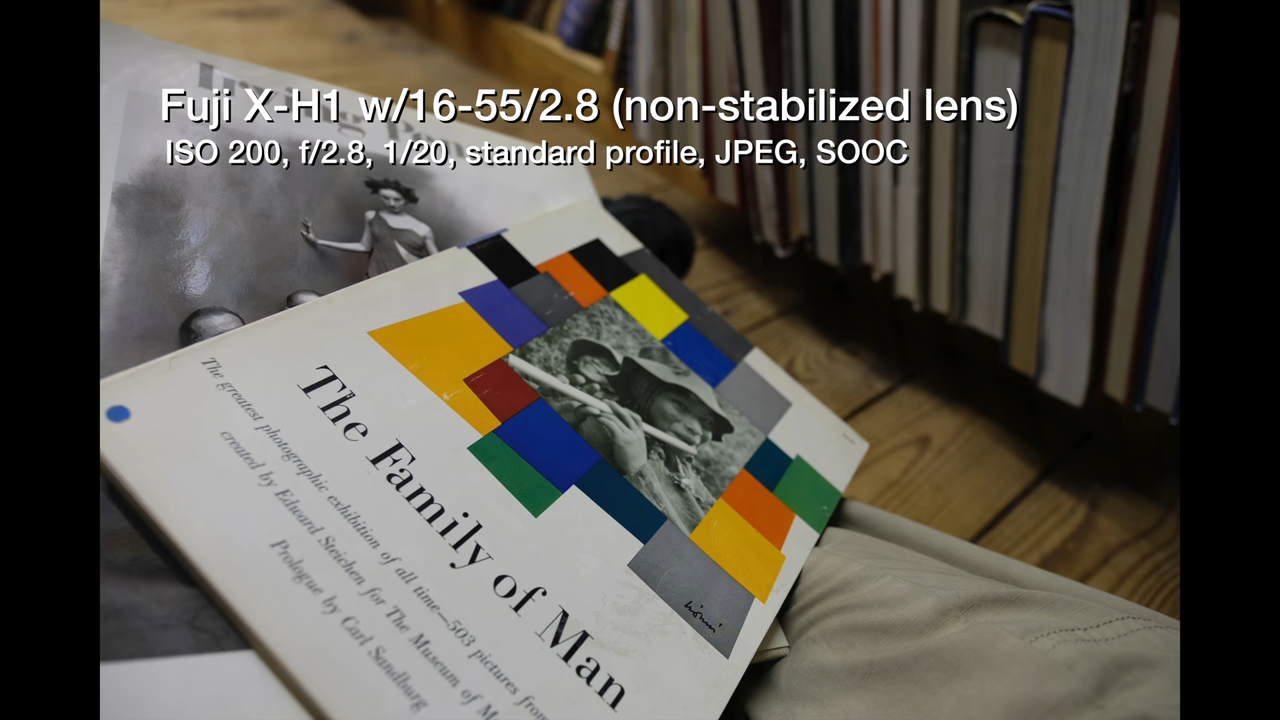 Fuji X-H1 w/16-55/2.8 (non-stabilized lens)
ISO 200, f/2.8, 1/20, standard profile, JPEG, SOOC
The Family of Man
The greatest photographic exhibition of all time—503 pictures from
created by Edward Steichen for The Museum of M
Prologue by Carl Sandburg